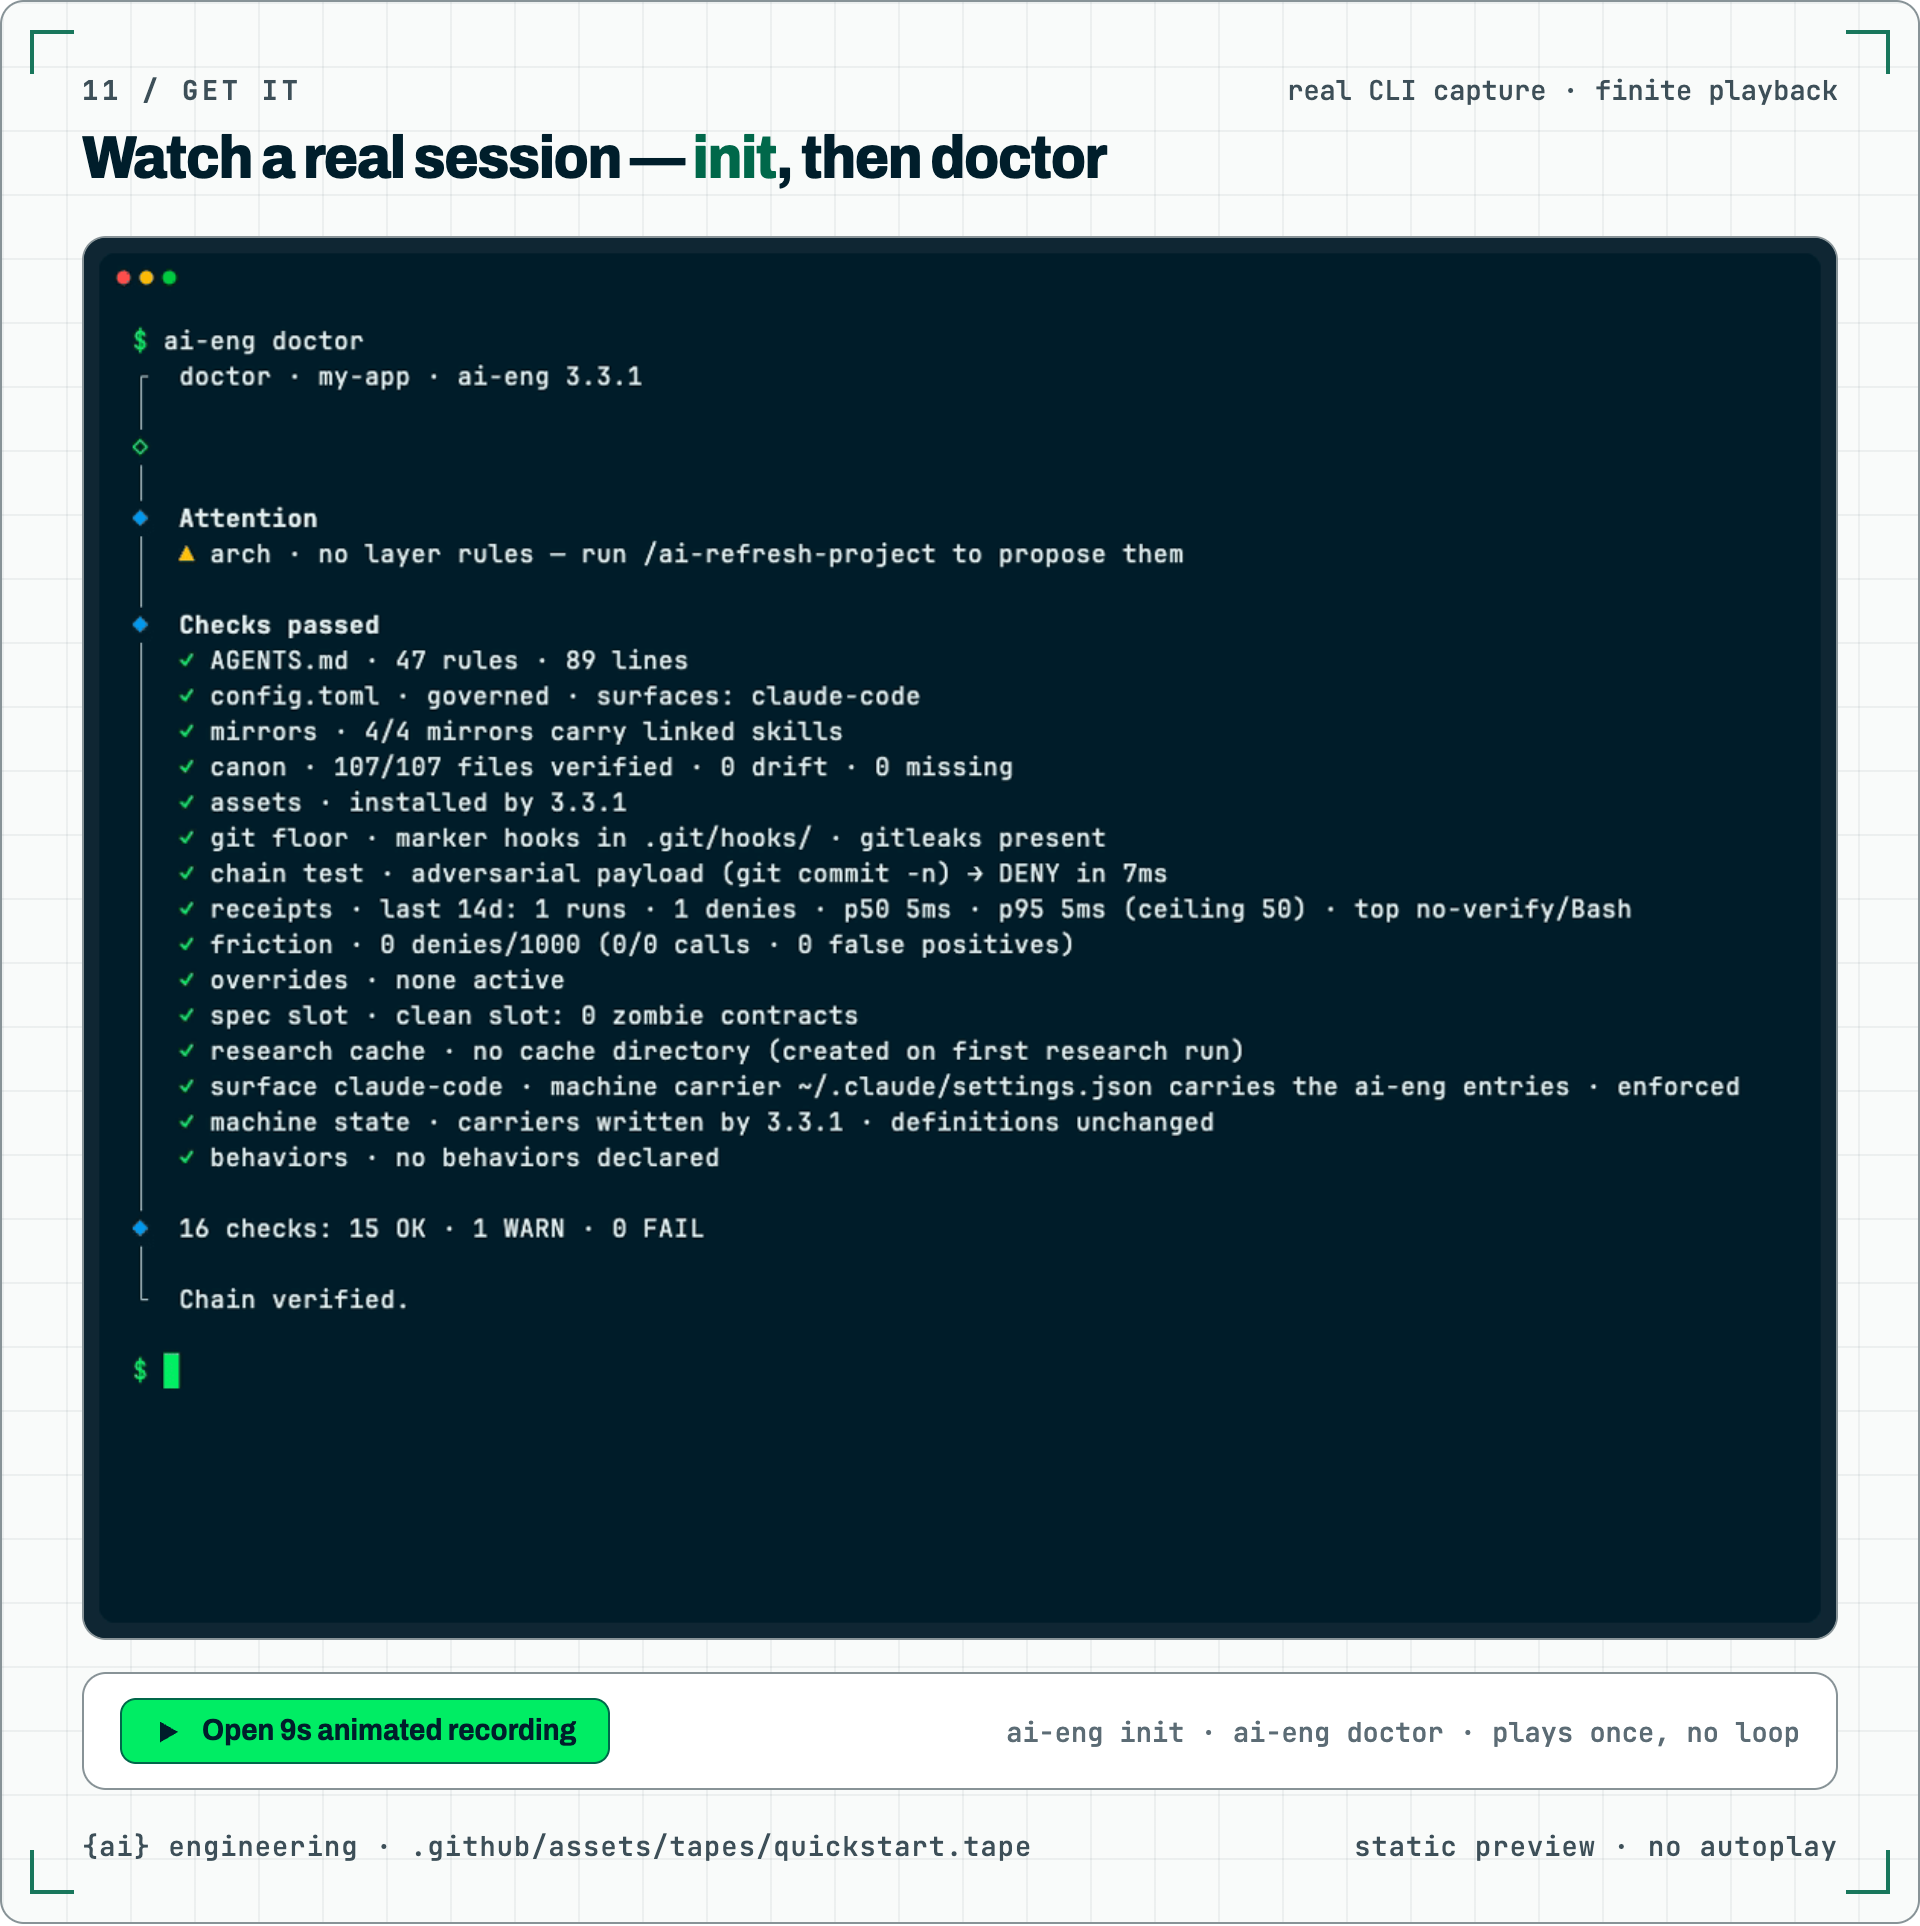 11 / GET IT
real CLI capture · finite playback
Watch a real session — init, then doctor
$ ai-eng doctor
doctor · my-app · ai-eng 3.3.1
Attention
▲ arch · no layer rules — run /ai-refresh-project to propose them
Checks passed
✓ AGENTS.md · 47 rules · 89 lines
✓ config.toml · governed · surfaces: claude-code
✓ mirrors · 4/4 mirrors carry linked skills
✓ canon · 107/107 files verified · 0 drift · 0 missing
✓ assets · installed by 3.3.1
✓ git floor · marker hooks in .git/hooks/ · gitleaks present
✓ chain test · adversarial payload (git commit -n) → DENY in 7ms
✓ receipts · last 14d: 1 runs · 1 denies · p50 5ms · p95 5ms (ceiling 50) · top no-verify/Bash
✓ friction · 0 denies/1000 (0/0 calls · 0 false positives)
✓ overrides · none active
✓ spec slot · clean slot: 0 zombie contracts
✓ research cache · no cache directory (created on first research run)
✓ surface claude-code · machine carrier ~/.claude/settings.json carries the ai-eng entries · enforced
✓ machine state · carriers written by 3.3.1 · definitions unchanged
✓ behaviors · no behaviors declared
16 checks: 15 OK · 1 WARN · 0 FAIL
Chain verified.
$
▶ Open 9s animated recording
ai-eng init · ai-eng doctor · plays once, no loop
{ai} engineering · .github/assets/tapes/quickstart.tape
static preview · no autoplay